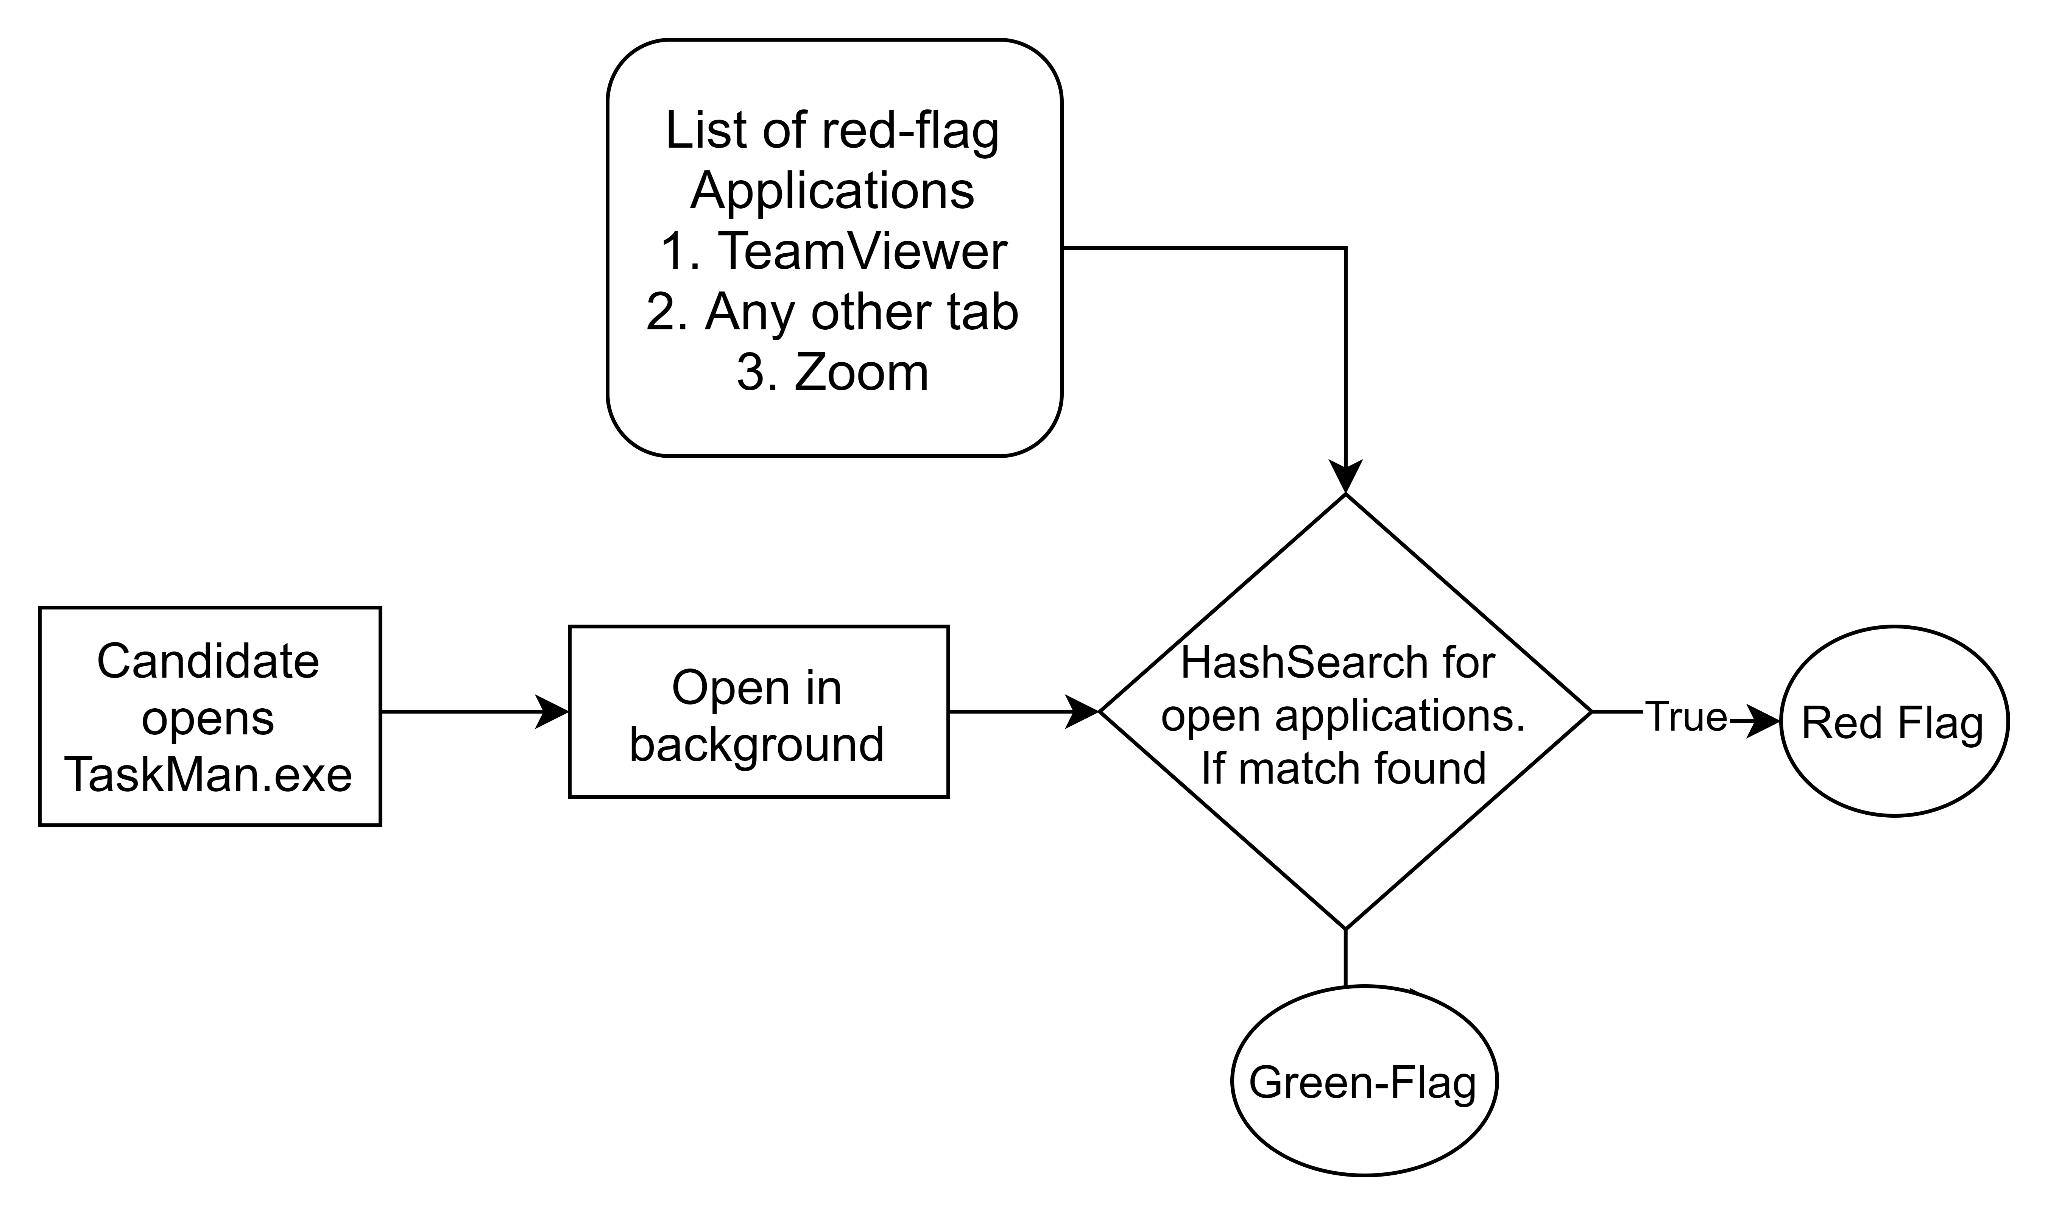 List of red-flag
Applications
1. TeamViewer
2. Any other tab
3. Zoom
Candidate
opens
TaskMan.exe
Open in
background
HashSearch for
open applications.
If match found
True
Red Flag
Green-Flag